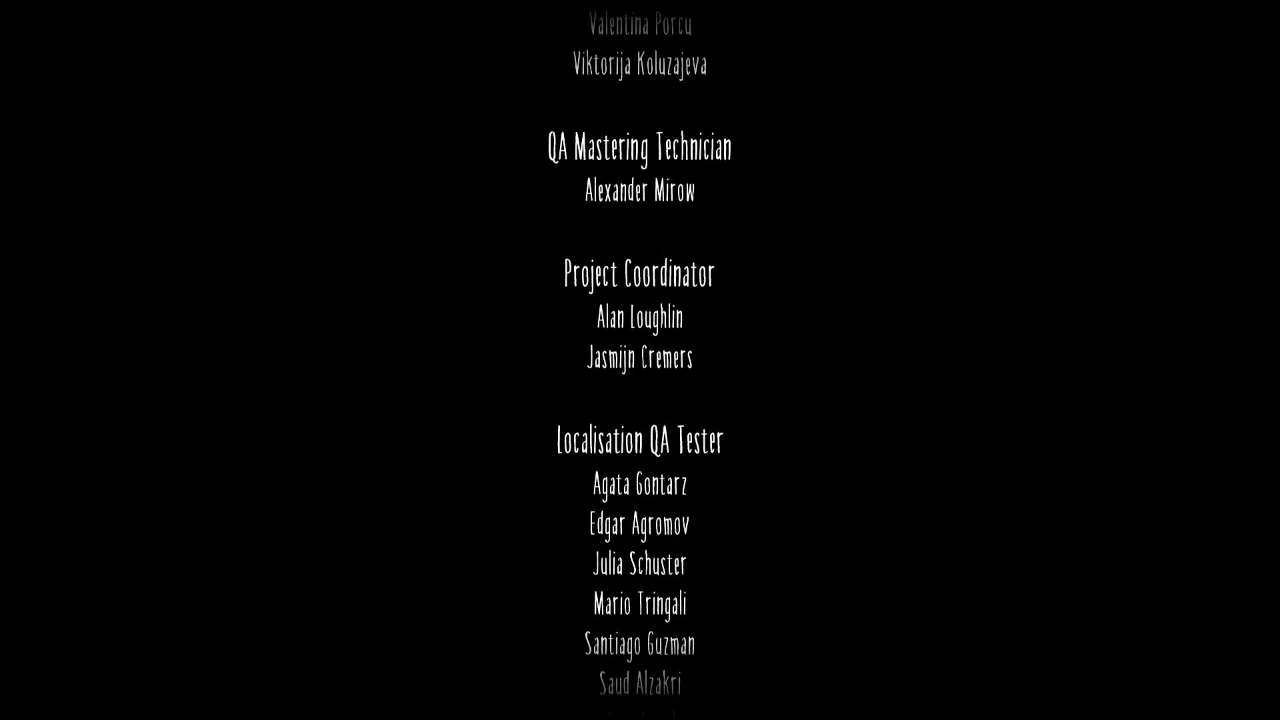 Valentina Porcu
Viktorija Koluzajeva
QA Mastering Technician
Alexander Mirow
Project Coordinator
Alan Loughlin
Jasmijn Cremers
Localisation QA Tester
Agata Gontarz
Edgar Agromov
Julia Schuster
Mario Tringali
Santiago Guzman
Saud Alzakri